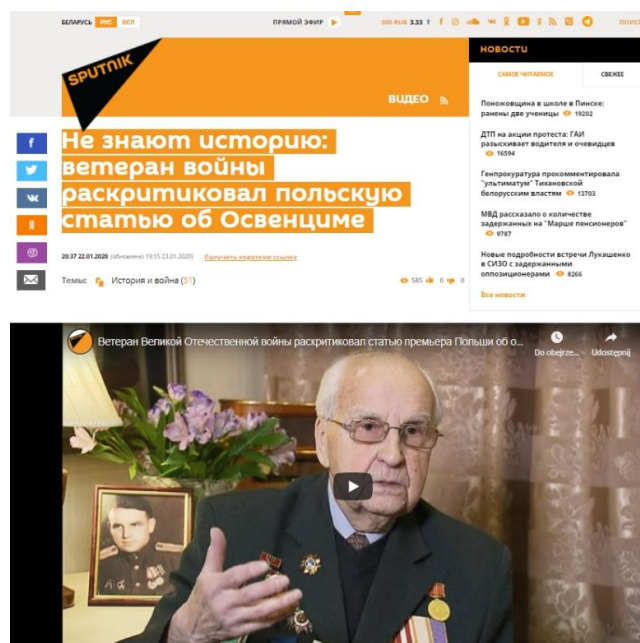 БЕЛАРУСЬ РУС БЕЛ
ПРЯМОЙ ЭФИР
100 RUB 3.33
ПОИСК
SPUTNIK
ВИДЕО
Не знают историю:
ветеран войны
раскритиковал польскую
статью об Освенциме
20:37 22.01.2020 (обновлено 19:15 23.01.2020) Получить короткую ссылку
Темы: История и война (51)
585 0 0
НОВОСТИ
САМОЕ ЧИТАЕМОЕ СВЕЖЕЕ
Поножовщина в школе в Пинске:
ранены две ученицы 19202
ДТП на акции протеста: ГАИ
разыскивает водителя и очевидцев
16594
Генпрокуратура прокомментировала
"ультиматум" Тихановской
белорусским властям 13703
МВД рассказало о количестве
задержанных на "Марше пенсионеров"
9787
Новые подробности встречи Лукашенко
в СИЗО с задержанными
оппозиционерами 8266
Все новости
Ветеран Великой Отечественной войны раскритиковал статью премьера Польши об о...
Do obejrze...
Udostępnij